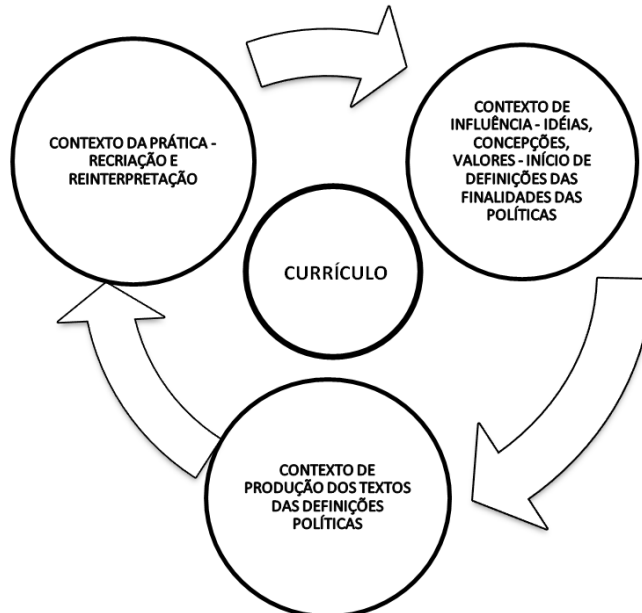 CONTEXTO DA PRÁTICA -
RECRIAÇÃO E
REINTERPRETAÇÃO
CONTEXTO DE
INFLUÊNCIA - IDÉIAS,
CONCEPÇÕES,
VALORES - INÍCIO DE
DEFINIÇÕES DAS
FINALIDADES DAS
POLÍTICAS
CURRÍCULO
CONTEXTO DE
PRODUÇÃO DOS TEXTOS
DAS DEFINIÇÕES
POLÍTICAS